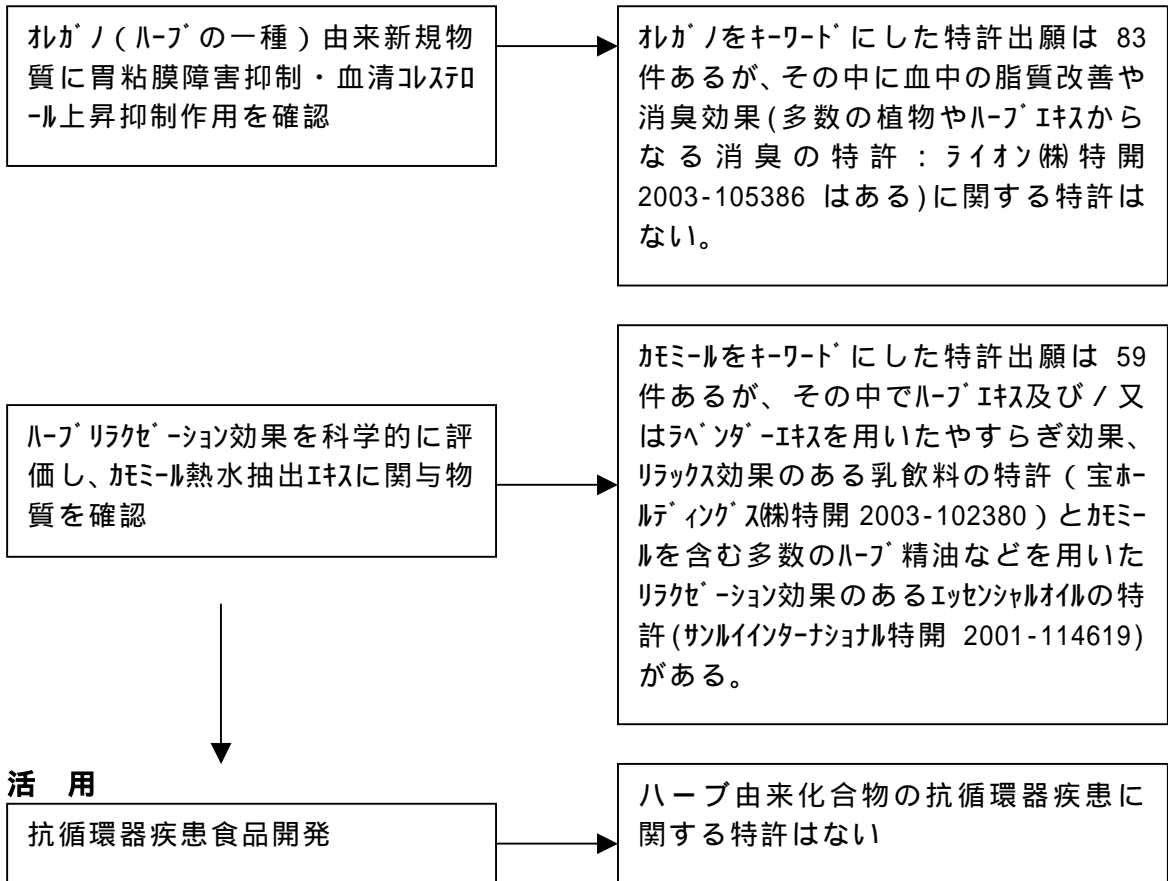 オレガノ(ハーブの一種)由来新規物
質に胃粘膜障害抑制・血清コレステロ
ール上昇抑制作用を確認
オレガノをキーワードにした特許出願は 83
件あるが、その中に血中の脂質改善や
消臭効果(多数の植物やハーブエキスから
なる消臭の特許:ライオン㈱特開
2003-105386 はある)に関する特許は
ない。
ハーブリラクゼーション効果を科学的に評
価し、カモミール熱水抽出エキスに関与物
質を確認
カモミールをキーワードにした特許出願は 59
件あるが、その中でハーブエキス及び/又
はラベンダーエキスを用いたやすらぎ効果、
リラックス効果のある乳飲料の特許(宝ホー
ルディングス㈱特開 2003-102380)とカモミー
ルを含む多数のハーブ精油などを用いた
リラクゼーション効果のあるエッセンシャルオイルの特
許(サンルイインターナショナル特開 2001-114619)
がある。
活 用
抗循環器疾患食品開発
ハーブ由来化合物の抗循環器疾患に
関する特許はない